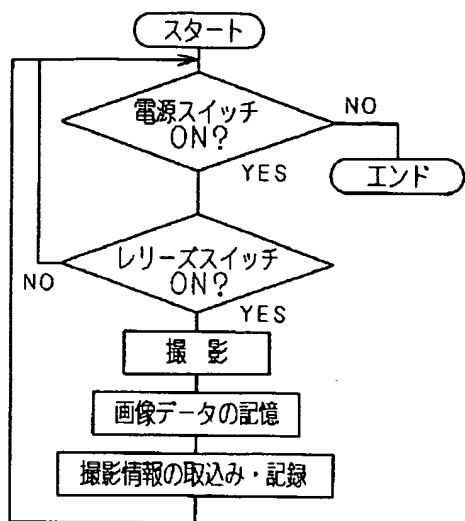 スタート
電源スイッチ
ON?
NO
YES
エンド
レリーズスイッチ
ON?
NO
YES
撮 影
画像データの記憶
撮影情報の取込み・記録